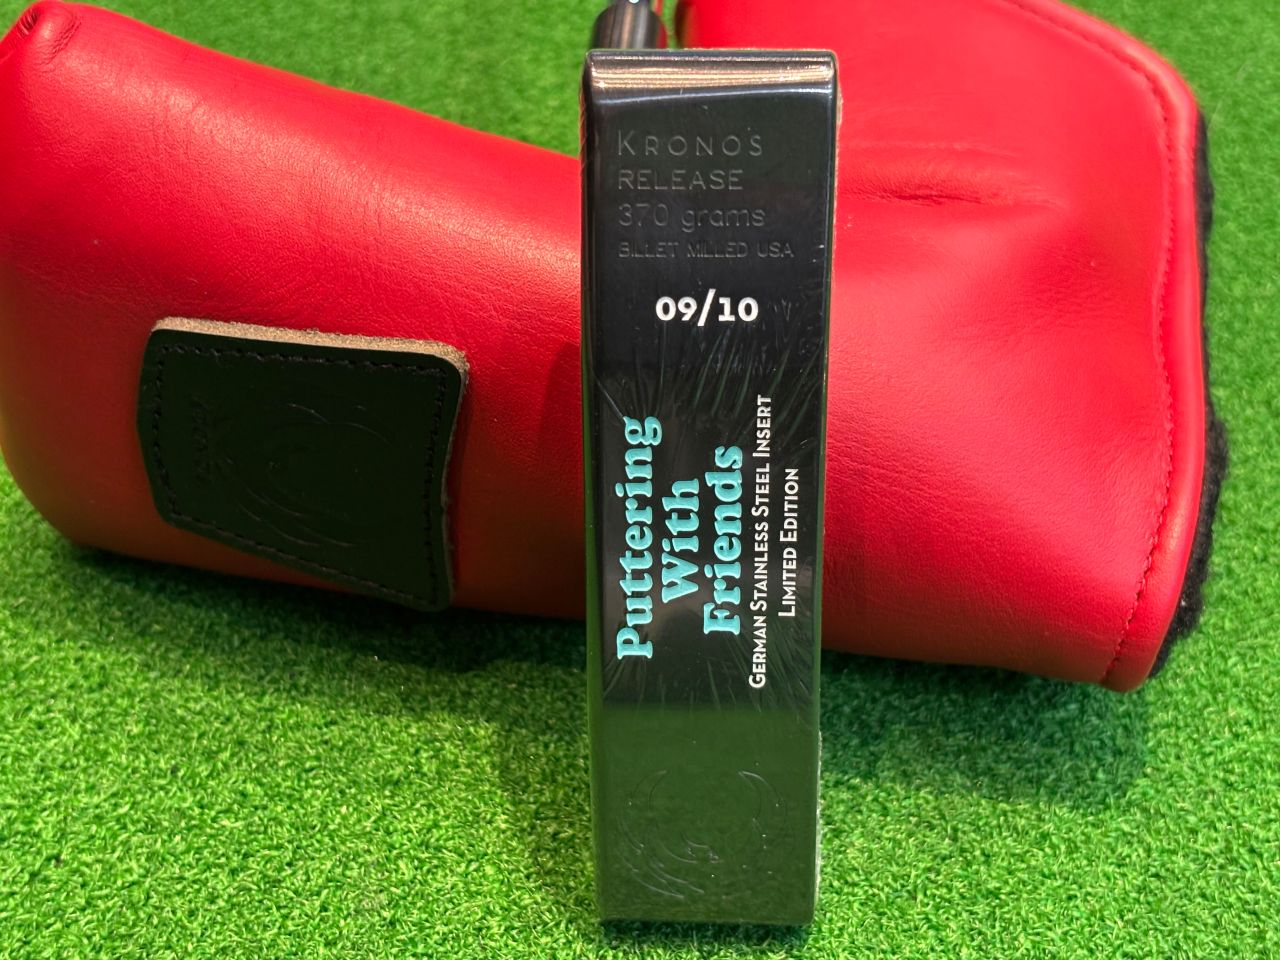 KRONOS
RELEASE
370 grams
BILLET MILLED USA
09/10
Puttering
With
Friends
GERMAN STAINLESS STEEL INSERT
LIMITED EDITION